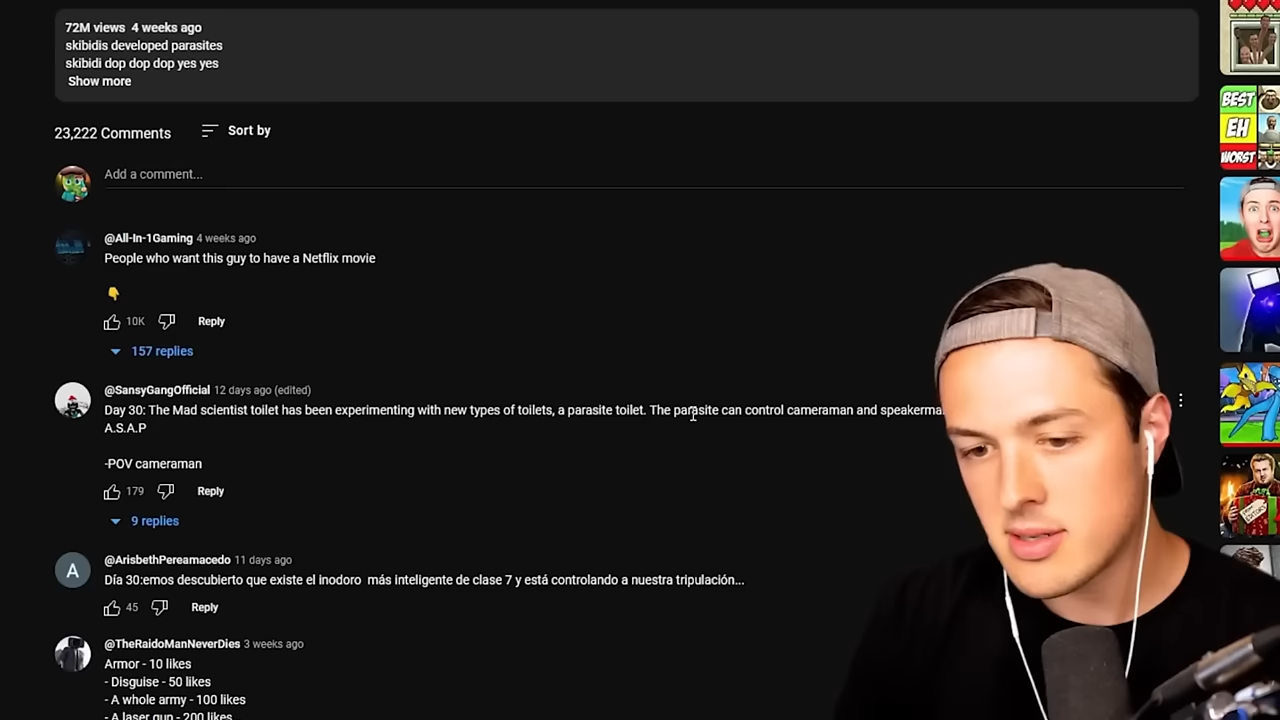 72M views 4 weeks ago
skibidis developed parasites
skibidi dop dop dop yes yes
Show more
23,222 Comments
Sort by
Add a comment...
@All-In-1Gaming 4 weeks ago
People who want this guy to have a Netflix movie
👇
10K
Reply
157 replies
@SansyGangOfficial 12 days ago (edited)
Day 30: The Mad scientist toilet has been experimenting with new types of toilets, a parasite toilet. The parasite can control cameraman and
A.S.A.P
-POV cameraman
179
Reply
9 replies
A
@ArisbethPereamacedo 11 days ago
Día 30:emos descubierto que existe el inodoro más inteligente de clase 7 y está controlando a nuestra tripulación...
45
Reply
@TheRaidoManNeverDies 3 weeks ago
Armor - 10 likes
- Disguise - 50 likes
- A whole army - 100 likes
- A laser gun - 200 likes
BEST
EH
WORST